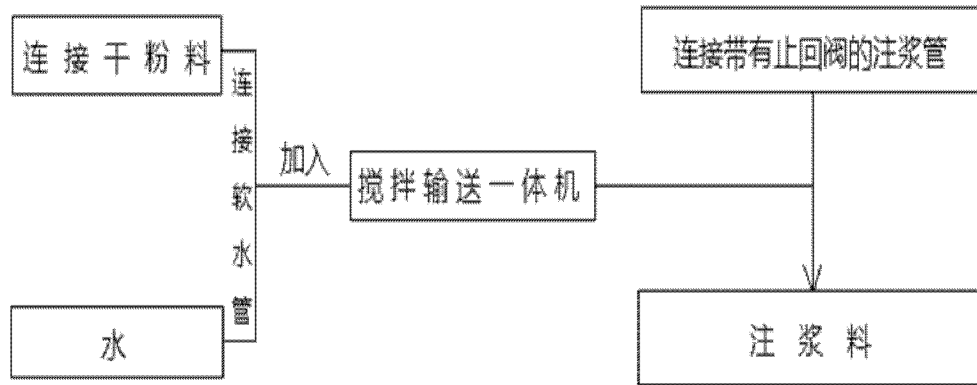 连接干粉料
连接带有止回阀的注浆管
连接软水管
加入
搅拌输送一体机
水
注浆料